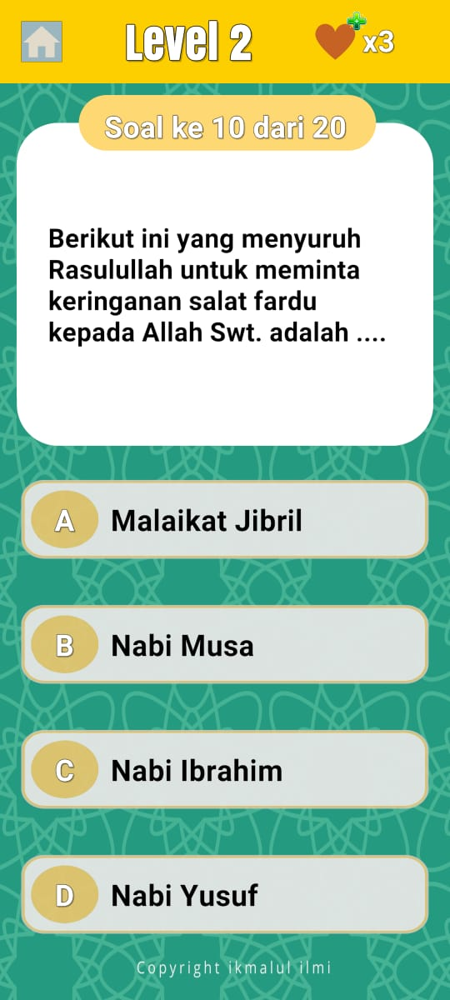 Level 2
x3
Soal ke 10 dari 20
Berikut ini yang menyuruh
Rasulullah untuk meminta
keringanan salat fardu
kepada Allah Swt. adalah ....
A Malaikat Jibril
B Nabi Musa
C Nabi Ibrahim
D Nabi Yusuf
Copyright ikmalul ilmi